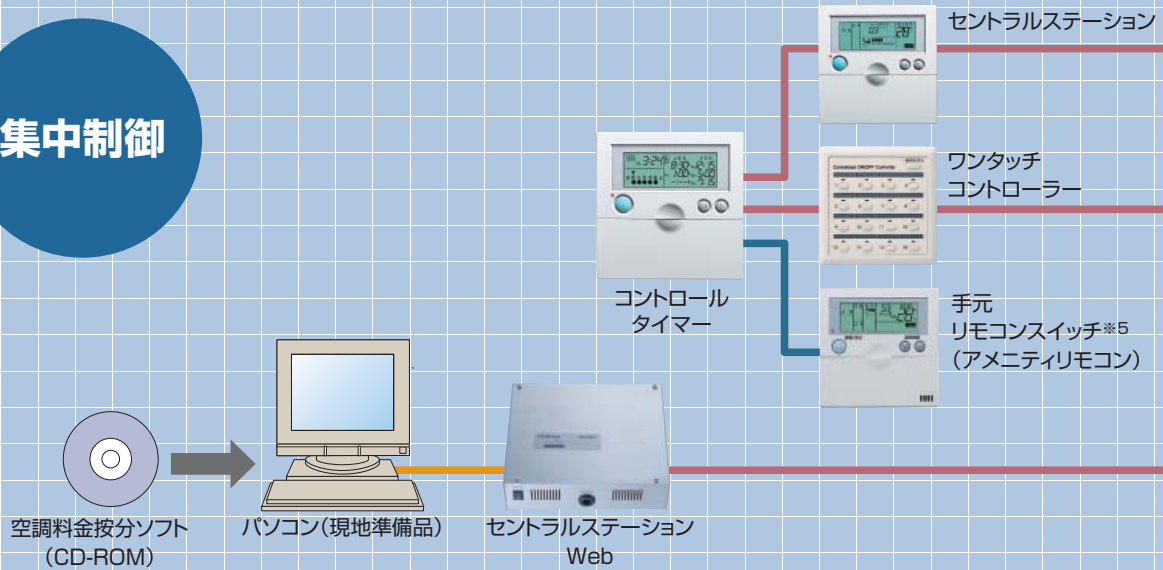 集中制御
セントラルステーション
ワンタッチ
コントローラー
コントロール
タイマー
手元
リモコンスイッチ※5
（アメニティリモコン）
空調料金按分ソフト
（CD-ROM）
パソコン（現地準備品）
セントラルステーション
Web